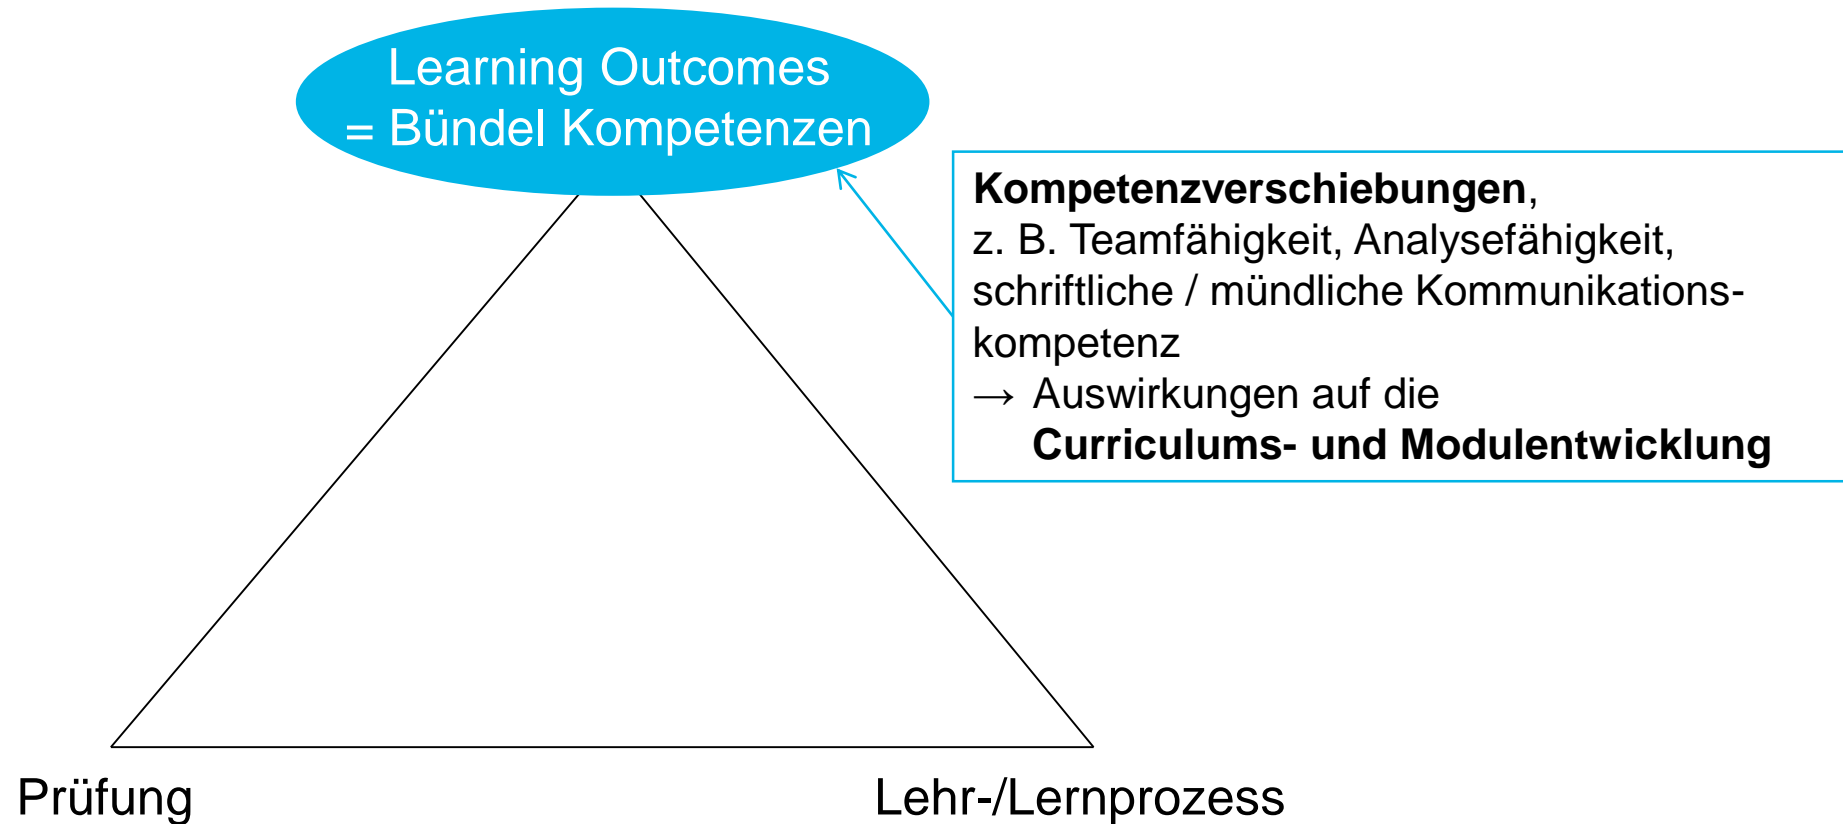 Learning Outcomes
= Bündel Kompetenzen
Kompetenzverschiebungen,
z. B. Teamfähigkeit, Analysefähigkeit,
schriftliche / mündliche Kommunikations-
kompetenz
→ Auswirkungen auf die
Curriculums- und Modulentwicklung
Prüfung
Lehr-/Lernprozess